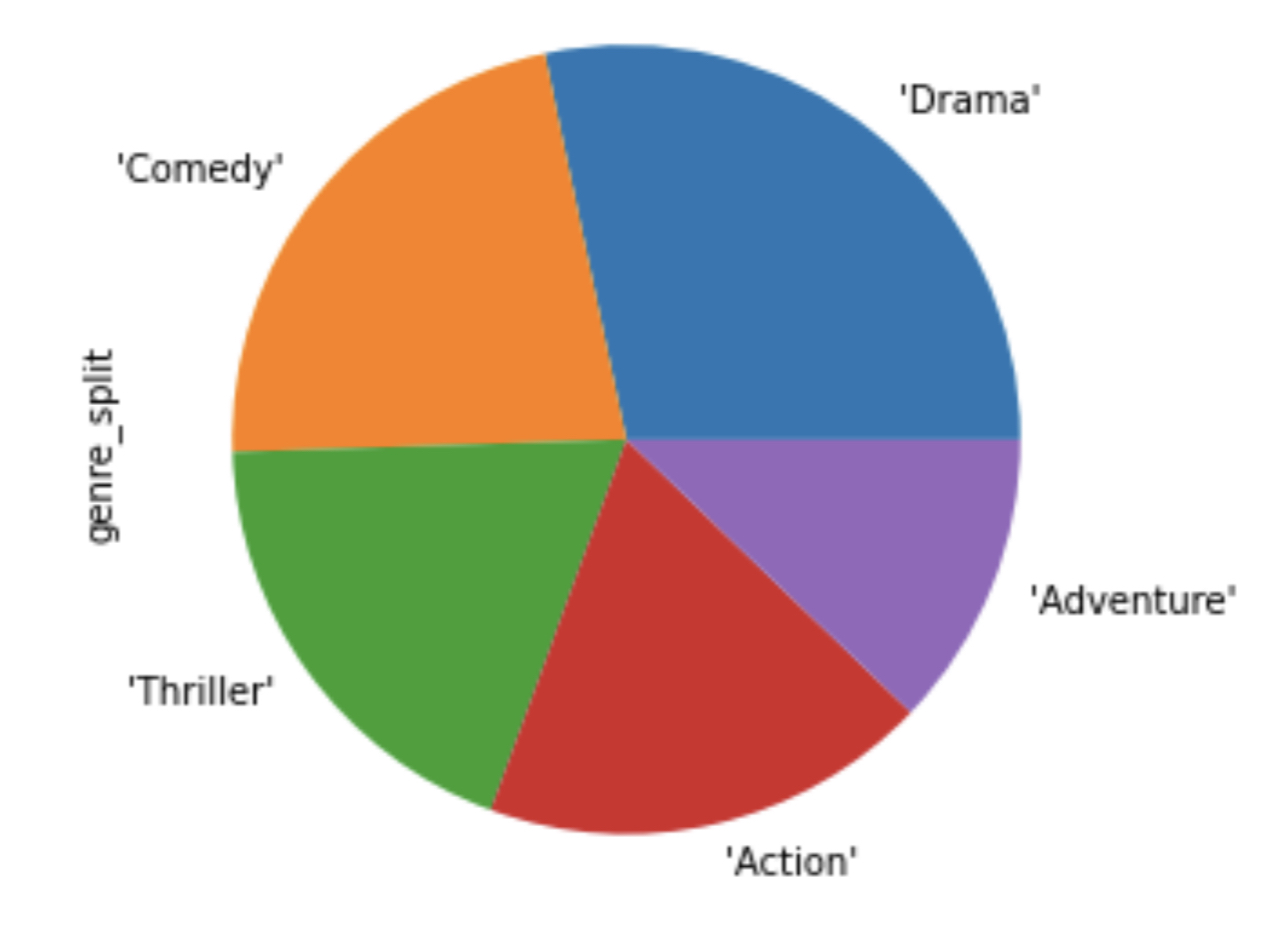 'Drama'
'Comedy'
genre_split
'Adventure'
'Thriller'
'Action'